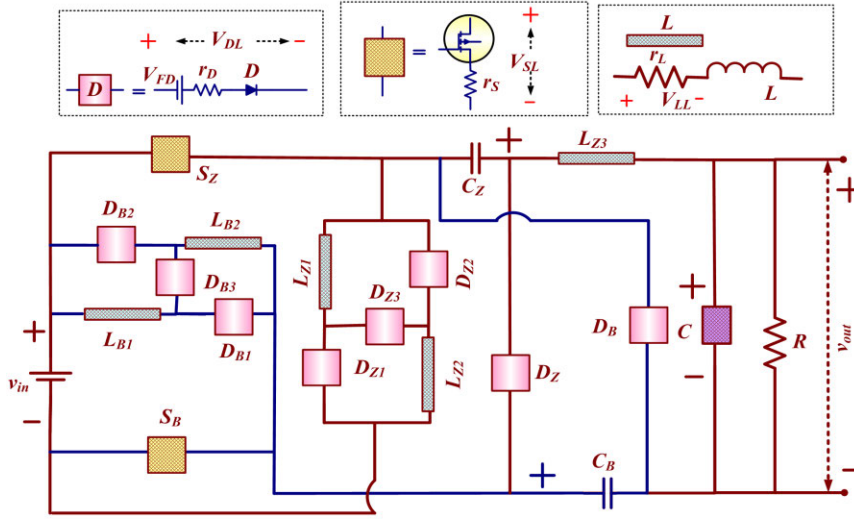 + V_DL −
V_FD r_D D
D =
=
+
V_SL
r_S
−
L
r_L
+ V_LL − L
S_Z
C_Z
+
L_Z3
+
D_B2
L_B2
D_B3
L_B1
D_B1
L_Z1
D_Z2
D_Z3
D_Z1
L_Z2
D_Z
D_B
+
C
−
R
v_out
+
v_in
−
S_B
+
C_B
−